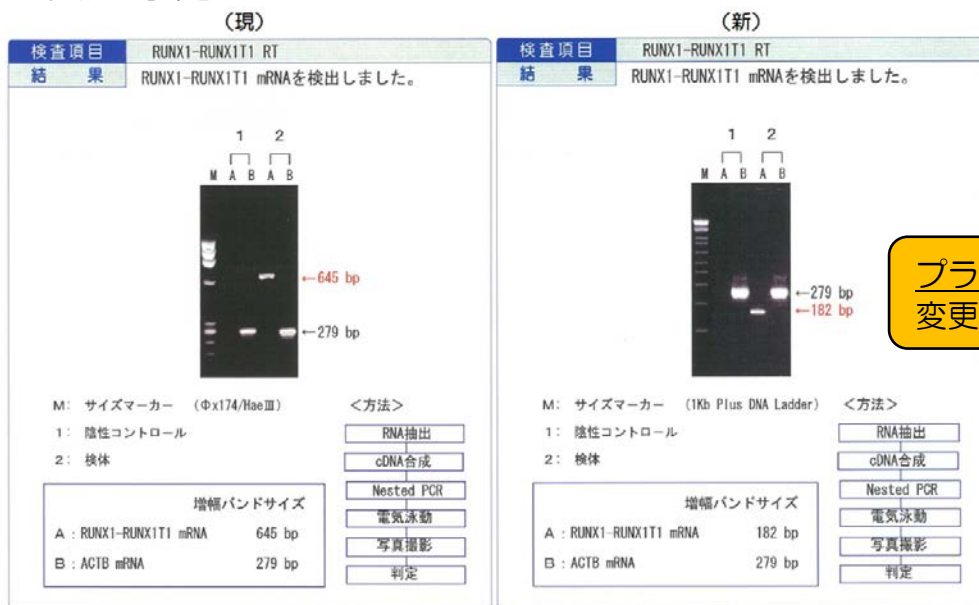 (現)
検査項目 RUNX1-RUNX1T1 RT
結 果 RUNX1-RUNX1T1 mRNAを検出しました。
1 2
M A B A B
←645 bp
←279 bp
M: サイズマーカー (Φx174/HaeⅢ)
1: 陰性コントロール
2: 検体
<方法>
RNA抽出
cDNA合成
Nested PCR
電気泳動
写真撮影
判定
増幅バンドサイズ
A : RUNX1-RUNX1T1 mRNA 645 bp
B : ACTB mRNA 279 bp
(新)
検査項目 RUNX1-RUNX1T1 RT
結 果 RUNX1-RUNX1T1 mRNAを検出しました。
1 2
M A B A B
←279 bp
←182 bp
プラ
変更
M: サイズマーカー (1Kb Plus DNA Ladder)
1: 陰性コントロール
2: 検体
<方法>
RNA抽出
cDNA合成
Nested PCR
電気泳動
写真撮影
判定
増幅バンドサイズ
A : RUNX1-RUNX1T1 mRNA 182 bp
B : ACTB mRNA 279 bp